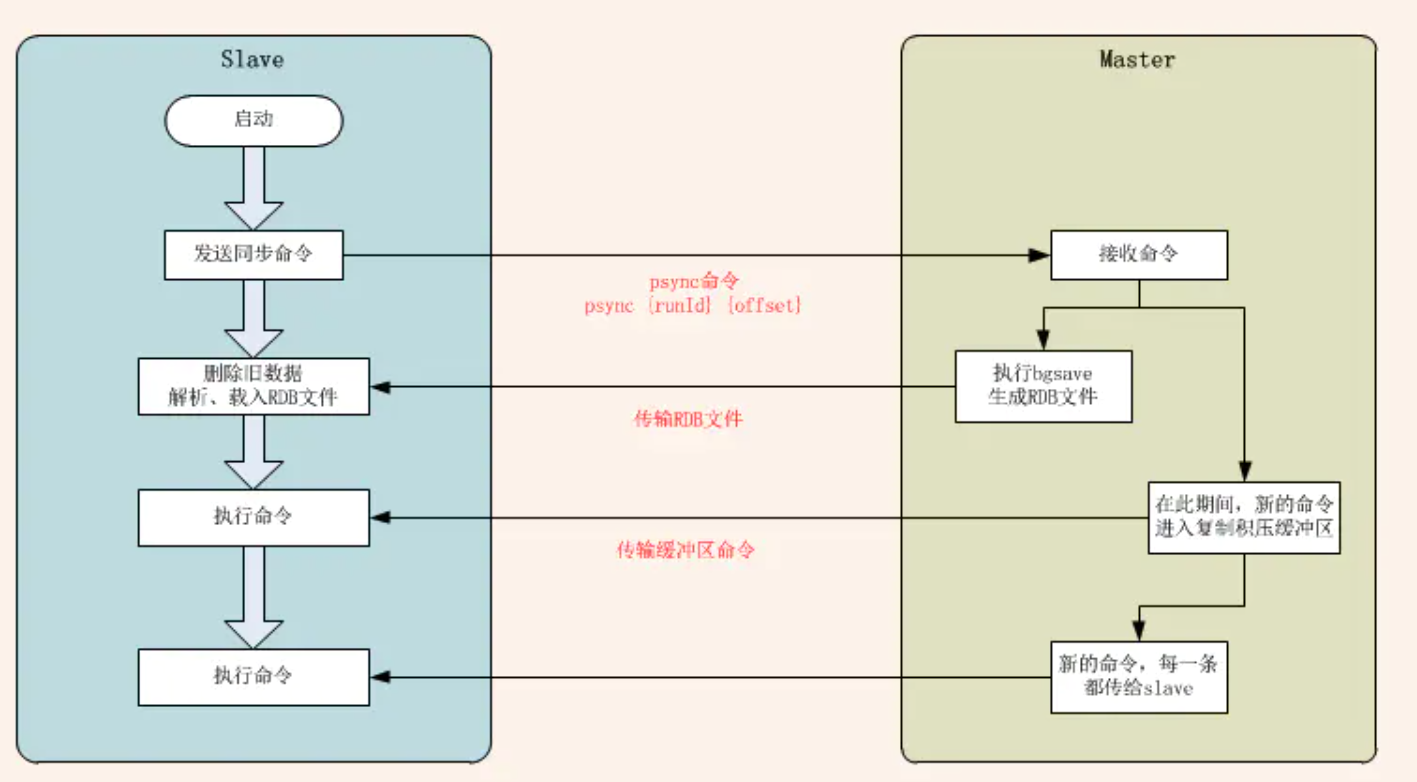 Slave
Master
启动
发送同步命令
接收命令
psync命令
psync {runId} {offset}
执行bgsave
生成RDB文件
删除旧数据
解析、载入RDB文件
传输RDB文件
在此期间，新的命令
进入复制积压缓冲区
执行命令
传输缓冲区命令
新的命令，每一条
都传给slave
执行命令